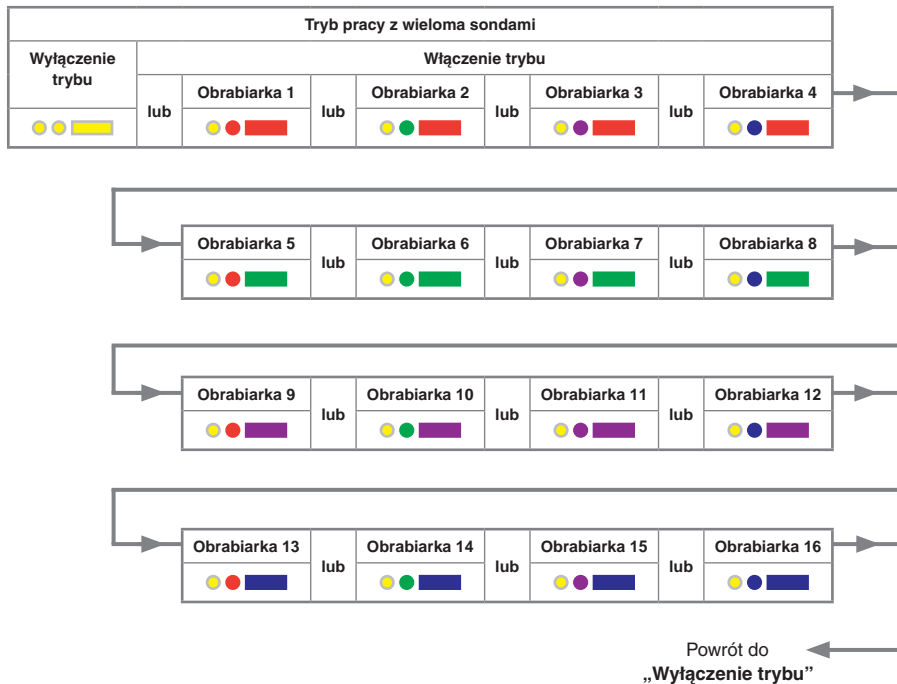 Tryb pracy z wieloma sondami
Wyłączenie
trybu
Włączenie trybu
lub
Obrabiarka 1
lub
Obrabiarka 2
lub
Obrabiarka 3
lub
Obrabiarka 4
Obrabiarka 5
lub
Obrabiarka 6
lub
Obrabiarka 7
lub
Obrabiarka 8
Obrabiarka 9
lub
Obrabiarka 10
lub
Obrabiarka 11
lub
Obrabiarka 12
Obrabiarka 13
lub
Obrabiarka 14
lub
Obrabiarka 15
lub
Obrabiarka 16
Powrót do
„Wyłączenie trybu”